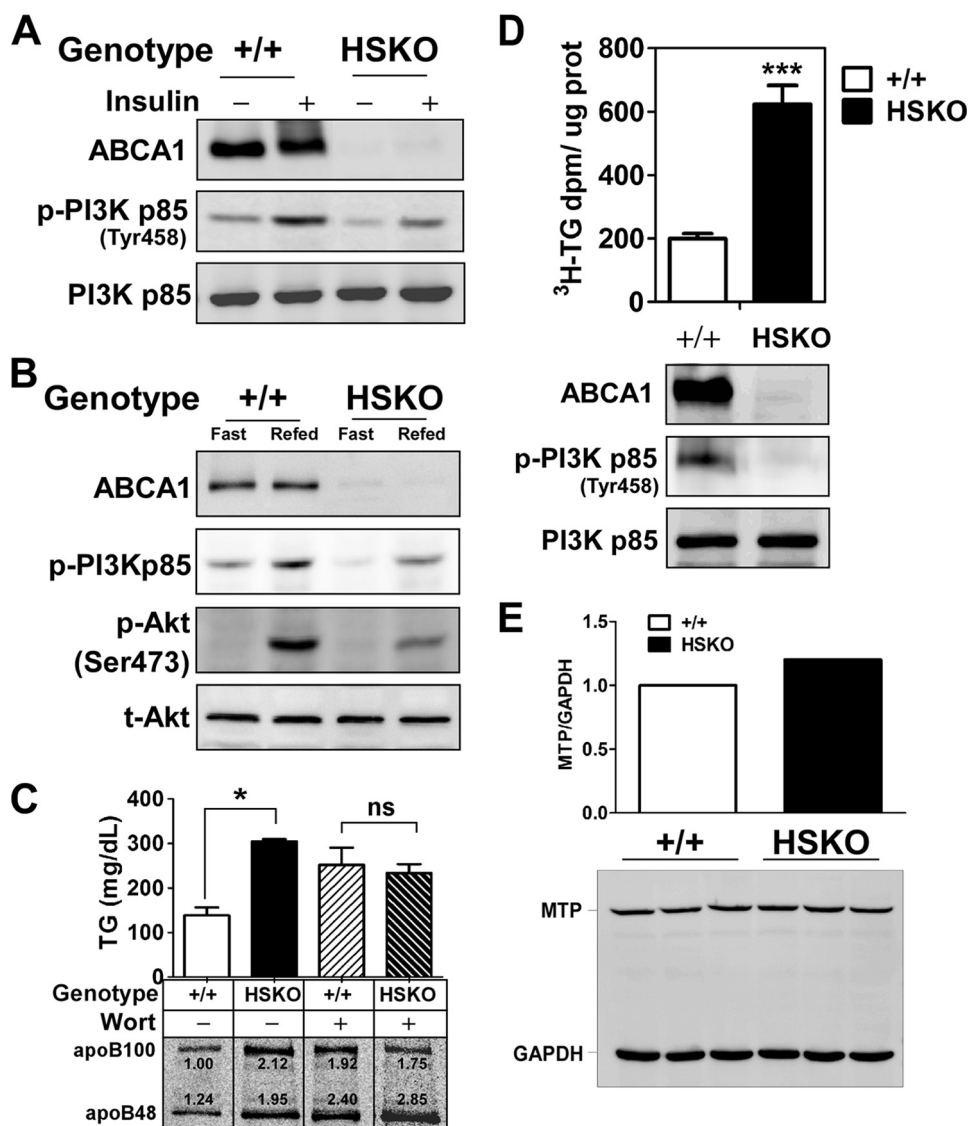 A
Genotype +/+ HSKO
Insulin − + − +
ABCA1
p-PI3K p85
(Tyr458)
PI3K p85
B
Genotype +/+ HSKO
Fast Refed Fast Refed
ABCA1
p-PI3Kp85
p-Akt
(Ser473)
t-Akt
C
TG (mg/dL)
400
300
200
100
0
* ns
Genotype +/+ HSKO +/+ HSKO
Wort − − + +
apoB100 1.00 2.12 1.92 1.75
apoB48 1.24 1.95 2.40 2.85
D
³H-TG dpm/ ug prot
800
600
400
200
0
***
+/+
HSKO
+/+ HSKO
ABCA1
p-PI3K p85
(Tyr458)
PI3K p85
E
MTP/GAPDH
1.5
1.0
0.5
0.0
+/+
HSKO
+/+ HSKO
MTP
GAPDH